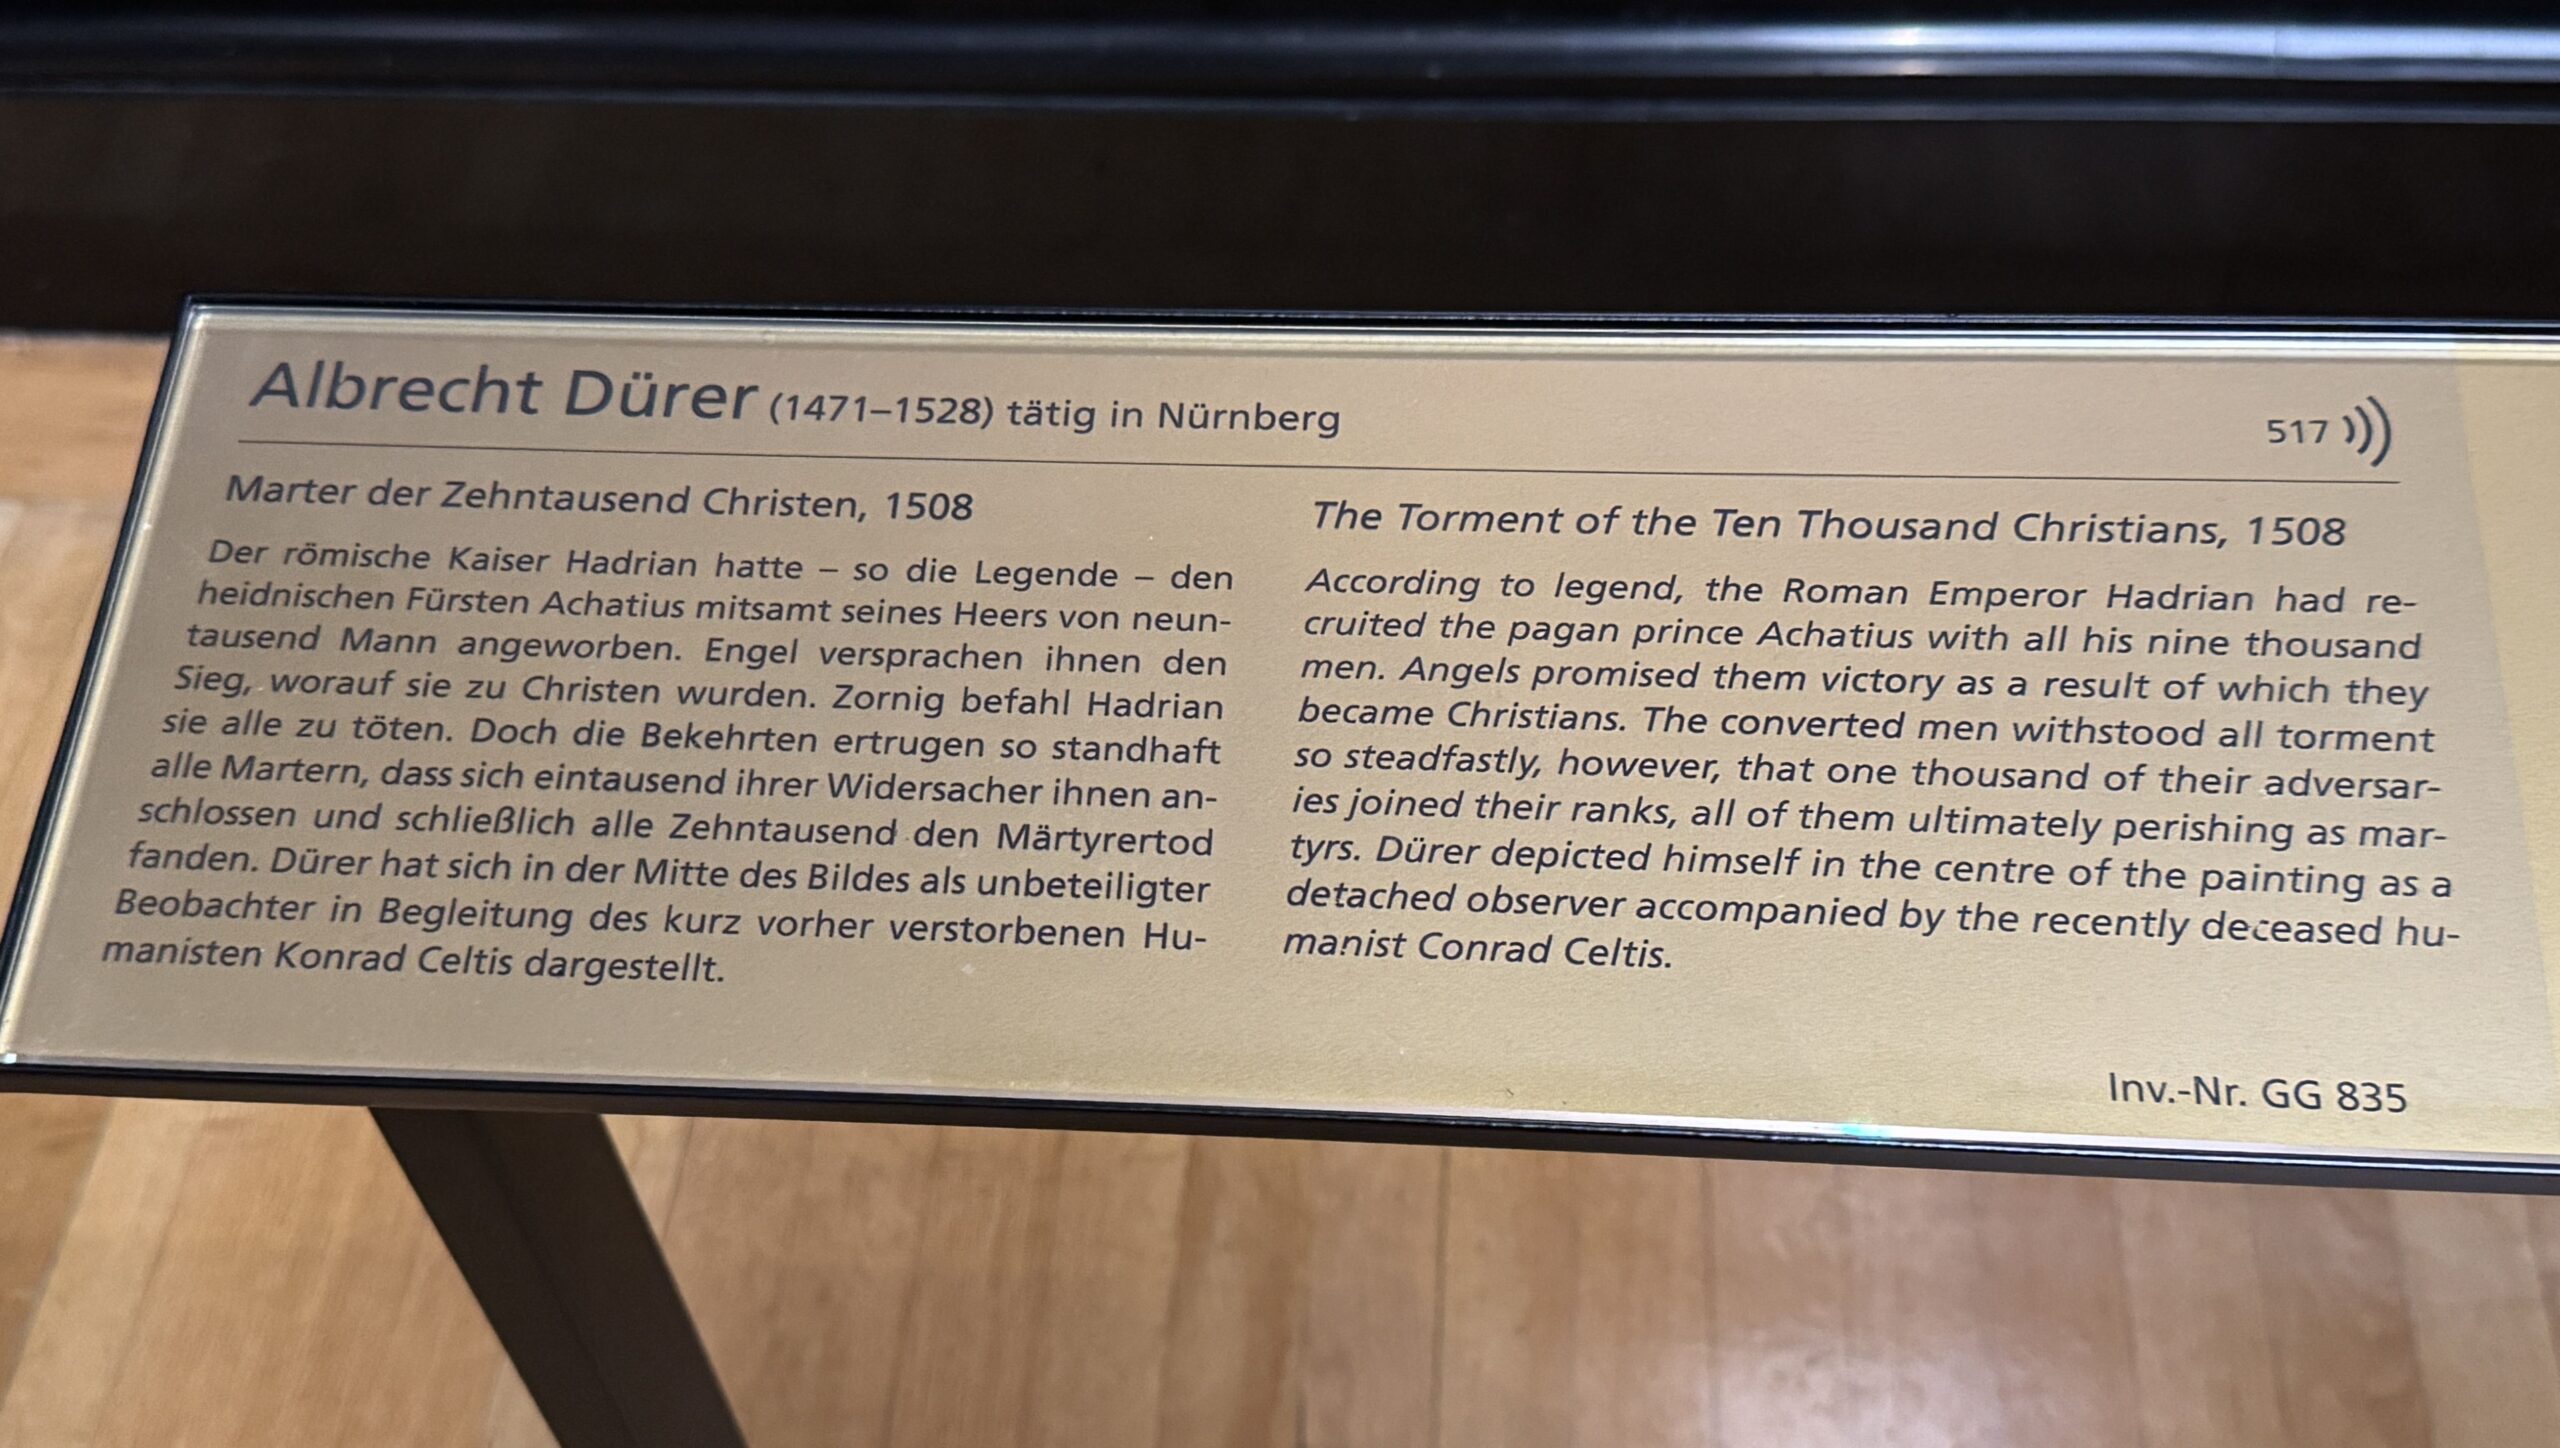 Albrecht Dürer (1471–1528) tätig in Nürnberg
517
Marter der Zehntausend Christen, 1508
Der römische Kaiser Hadrian hatte – so die Legende – den
heidnischen Fürsten Achatius mitsamt seines Heers von neun-
tausend Mann angeworben. Engel versprachen ihnen den
Sieg, worauf sie zu Christen wurden. Zornig befahl Hadrian
sie alle zu töten. Doch die Bekehrten ertrugen so standhaft
alle Martern, dass sich eintausend ihrer Widersacher ihnen an-
schlossen und schließlich alle Zehntausend den Märtyrertod
fanden. Dürer hat sich in der Mitte des Bildes als unbeteiligter
Beobachter in Begleitung des kurz vorher verstorbenen Hu-
manisten Konrad Celtis dargestellt.
The Torment of the Ten Thousand Christians, 1508
According to legend, the Roman Emperor Hadrian had re-
cruited the pagan prince Achatius with all his nine thousand
men. Angels promised them victory as a result of which they
became Christians. The converted men withstood all torment
so steadfastly, however, that one thousand of their adversar-
ies joined their ranks, all of them ultimately perishing as mar-
tyrs. Dürer depicted himself in the centre of the painting as a
detached observer accompanied by the recently deceased hu-
manist Conrad Celtis.
Inv.-Nr. GG 835